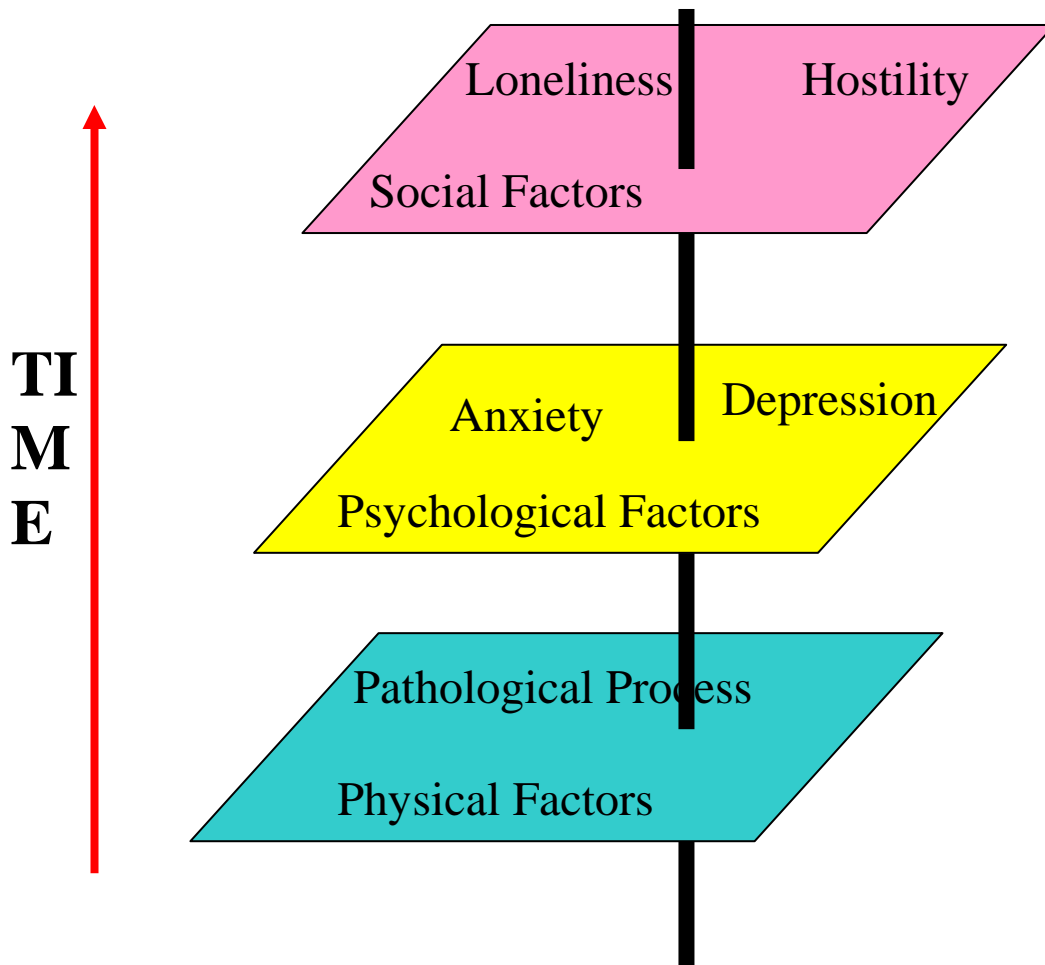 Loneliness Hostility
Social Factors
TI
M
E
Anxiety Depression
Psychological Factors
Pathological Process
Physical Factors